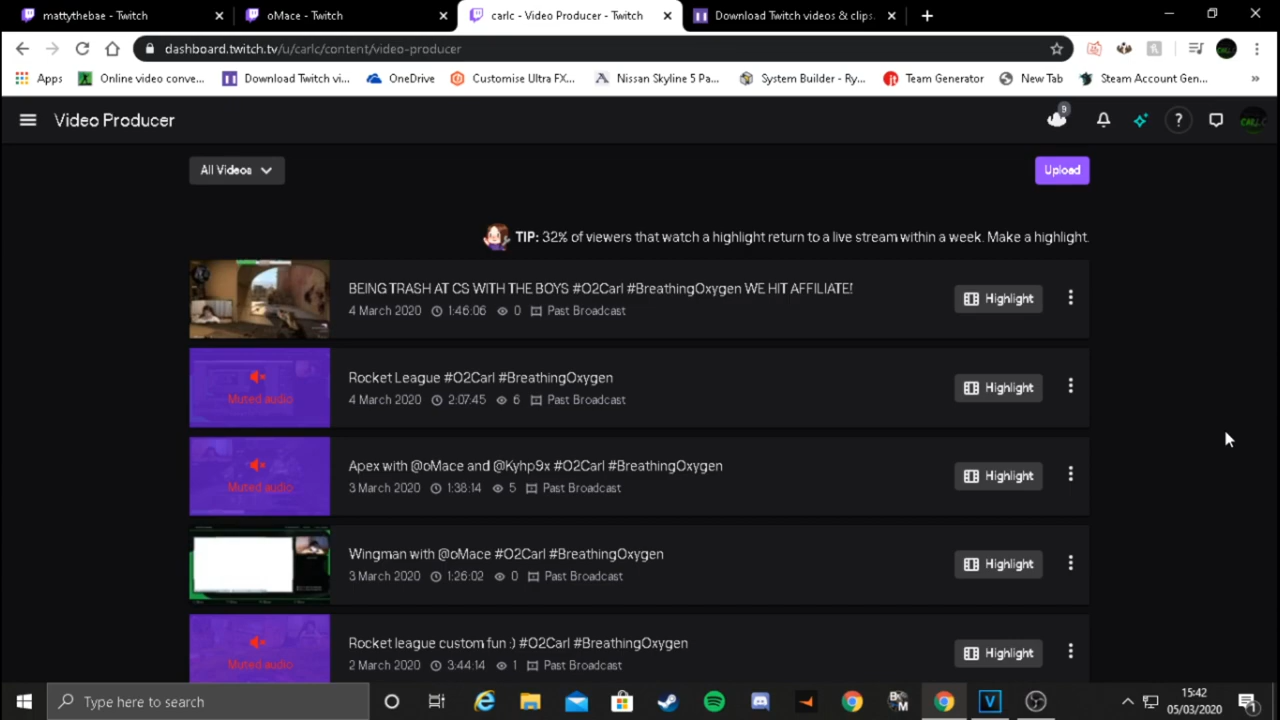 mattythebae - Twitch
oMace - Twitch
carlc - Video Producer - Twitch
Download Twitch videos & clips.
dashboard.twitch.tv/u/carlc/content/video-producer
Apps
Online video conve...
Download Twitch vi...
OneDrive
Customise Ultra FX...
Nissan Skyline 5 Pa...
System Builder - Ry...
Team Generator
New Tab
Steam Account Gen...
»
Video Producer
9
?
All Videos
Upload
TIP: 32% of viewers that watch a highlight return to a live stream within a week. Make a highlight.
BEING TRASH AT CS WITH THE BOYS #O2Carl #BreathingOxygen WE HIT AFFILIATE!
4 March 2020 1:46:06 0 Past Broadcast
Highlight
Muted audio
Rocket League #O2Carl #BreathingOxygen
4 March 2020 2:07:45 6 Past Broadcast
Highlight
Muted audio
Apex with @oMace and @Kyhp9x #O2Carl #BreathingOxygen
3 March 2020 1:38:14 5 Past Broadcast
Highlight
Wingman with @oMace #O2Carl #BreathingOxygen
3 March 2020 1:26:02 0 Past Broadcast
Highlight
Muted audio
Rocket league custom fun :) #O2Carl #BreathingOxygen
2 March 2020 3:44:14 1 Past Broadcast
Highlight
Type here to search
15:42
05/03/2020
1